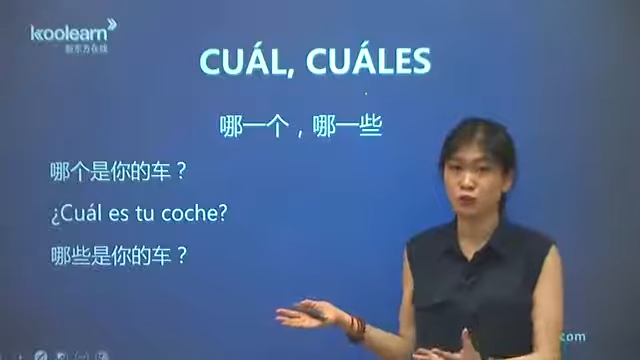 koolearn
新东方在线
CUÁL, CUÁLES
哪一个，哪一些
哪个是你的车？
¿Cuál es tu coche?
哪些是你的车？
.com